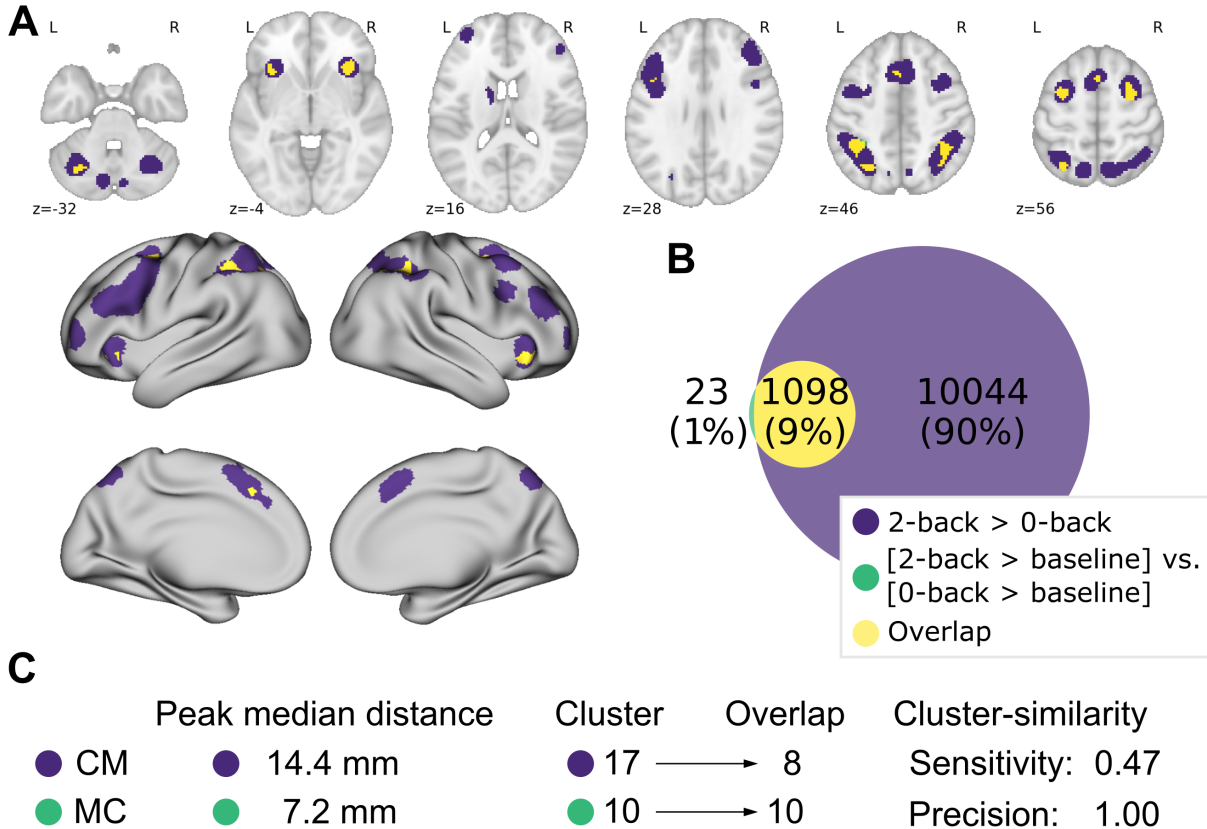 A
L R
L R
L R
L R
L R
L R
z=-32
z=-4
z=16
z=28
z=46
z=56
B
23
(1%)
1098
(9%)
10044
(90%)
2-back > 0-back
[2-back > baseline] vs.
[0-back > baseline]
Overlap
C
Peak median distance Cluster Overlap Cluster-similarity
CM 14.4 mm 17 8 Sensitivity: 0.47
MC 7.2 mm 10 10 Precision: 1.00